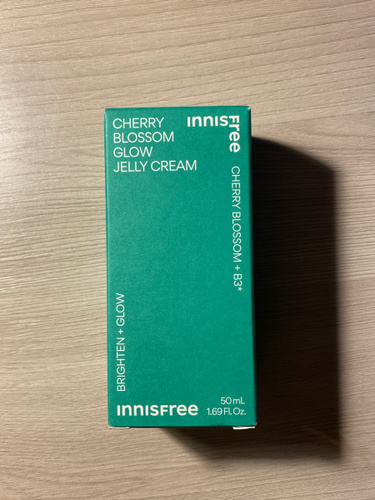 CHERRY
BLOSSOM
GLOW
JELLY CREAM
innisfree
CHERRY BLOSSOM + B3*
BRIGHTEN + GLOW
innisfree
50 mL
1.69 Fl. Oz.